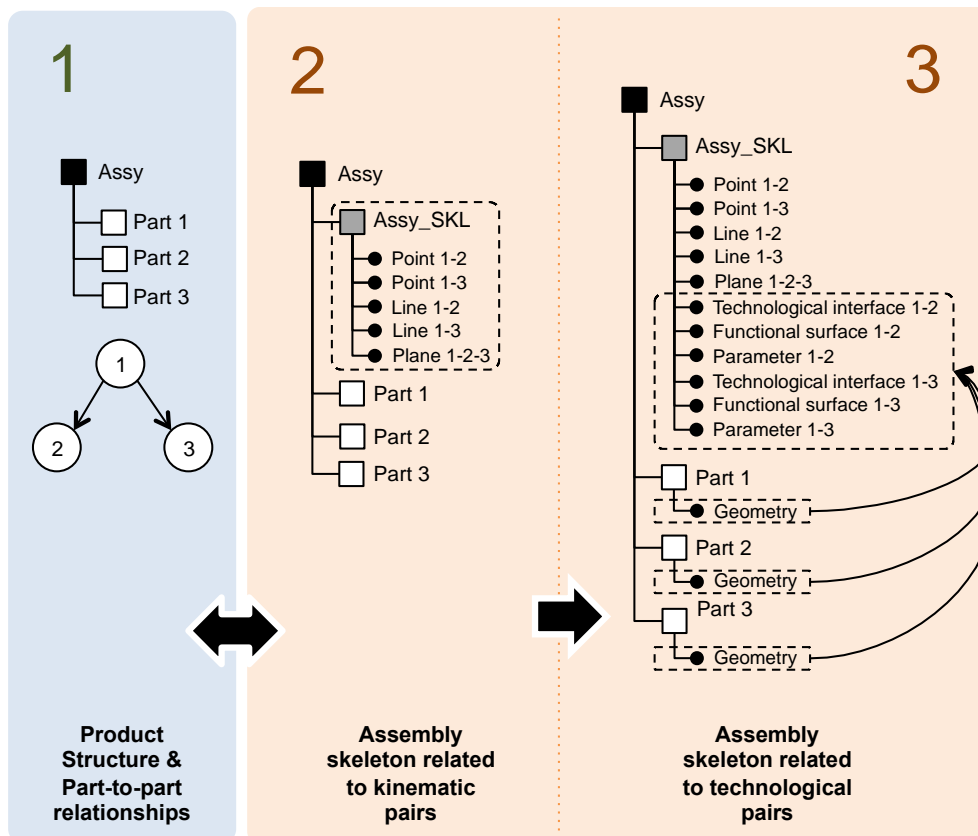 1
Assy
Part 1
Part 2
Part 3
1
2
3
Product
Structure &
Part-to-part
relationships
2
Assy
Assy_SKL
Point 1-2
Point 1-3
Line 1-2
Line 1-3
Plane 1-2-3
Part 1
Part 2
Part 3
Assembly
skeleton related
to kinematic
pairs
3
Assy
Assy_SKL
Point 1-2
Point 1-3
Line 1-2
Line 1-3
Plane 1-2-3
Technological interface 1-2
Functional surface 1-2
Parameter 1-2
Technological interface 1-3
Functional surface 1-3
Parameter 1-3
Part 1
Geometry
Part 2
Geometry
Part 3
Geometry
Assembly
skeleton related
to technological
pairs